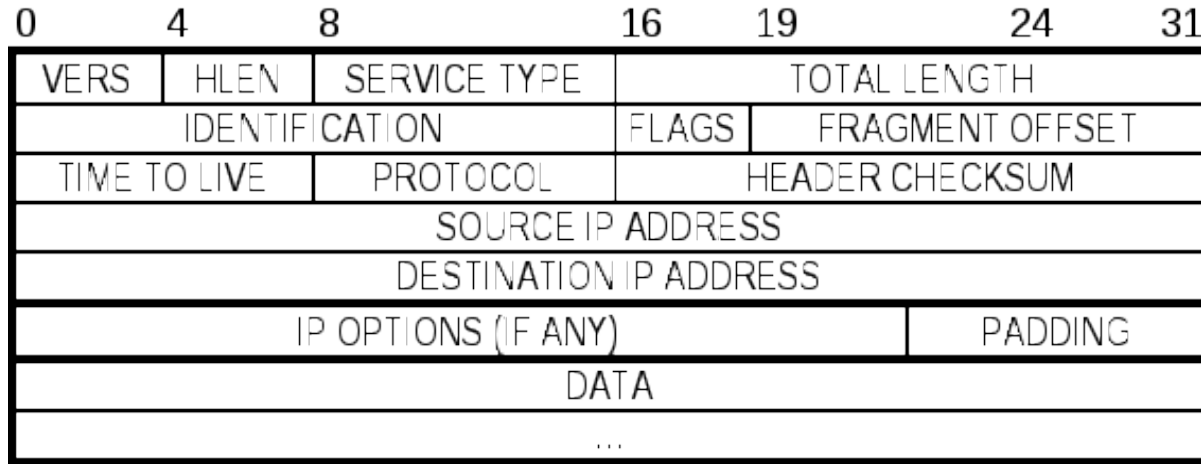 0 4 8 16 19 24 31
VERS HLEN SERVICE TYPE TOTAL LENGTH
IDENTIFICATION FLAGS FRAGMENT OFFSET
TIME TO LIVE PROTOCOL HEADER CHECKSUM
SOURCE IP ADDRESS
DESTINATION IP ADDRESS
IP OPTIONS (IF ANY) PADDING
DATA
...